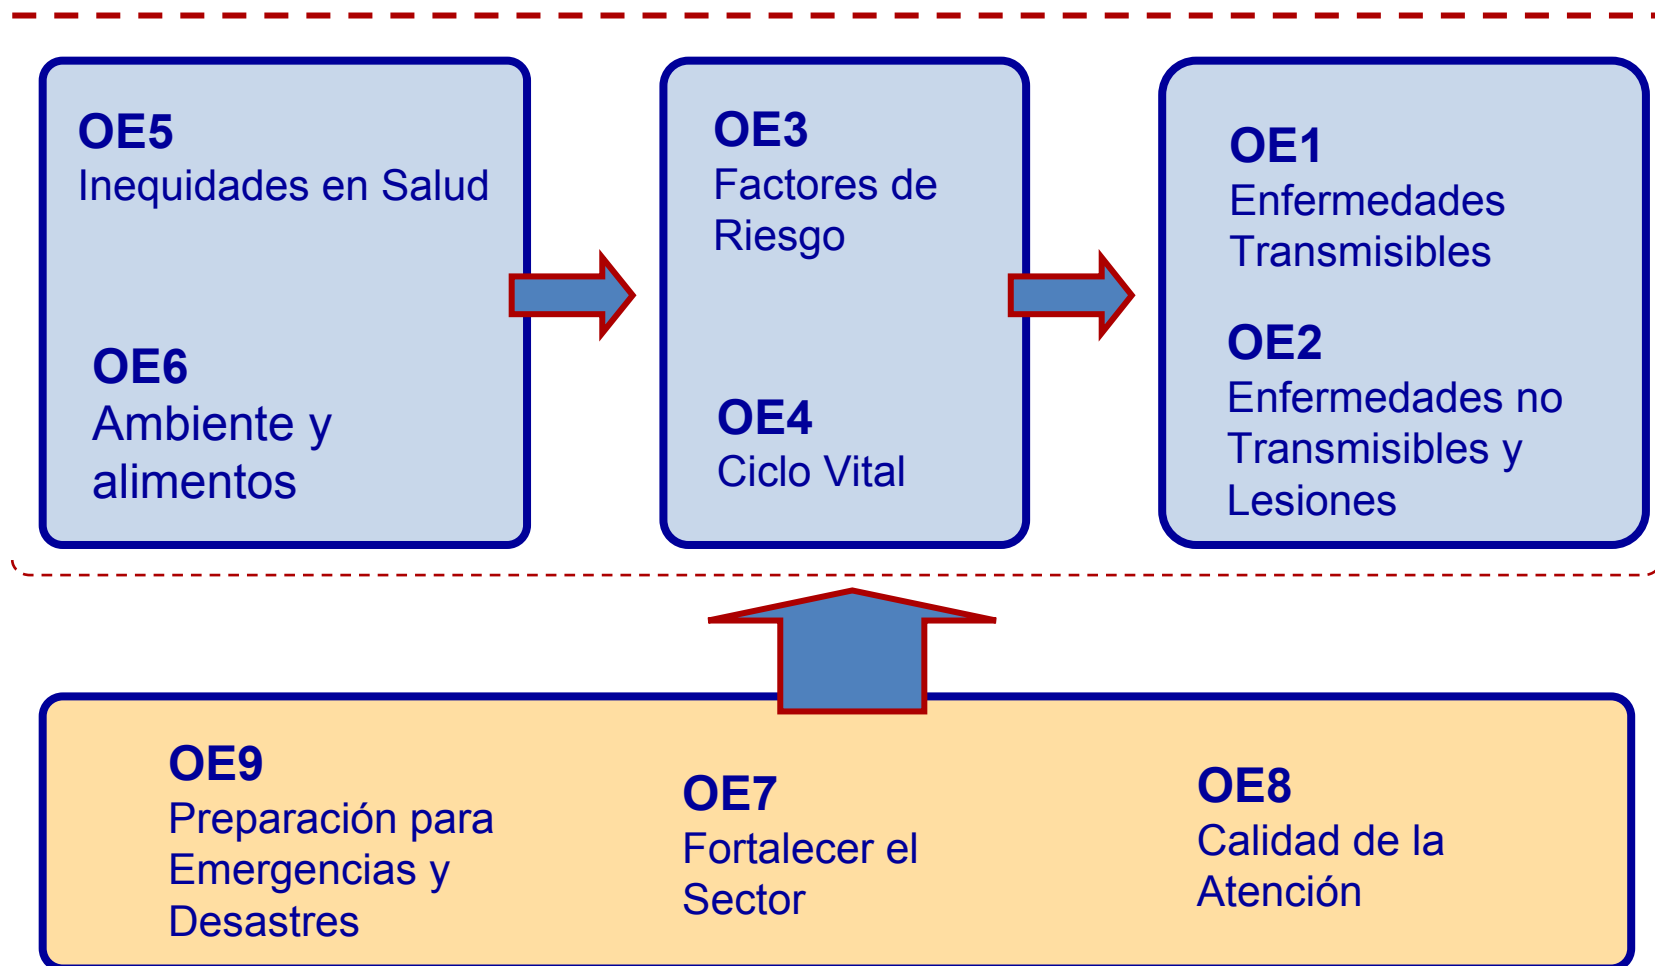 OE5
Inequidades en Salud
OE6
Ambiente y
alimentos
OE3
Factores de
Riesgo
OE4
Ciclo Vital
OE1
Enfermedades
Transmisibles
OE2
Enfermedades no
Transmisibles y
Lesiones
OE9
Preparación para
Emergencias y
Desastres
OE7
Fortalecer el
Sector
OE8
Calidad de la
Atención